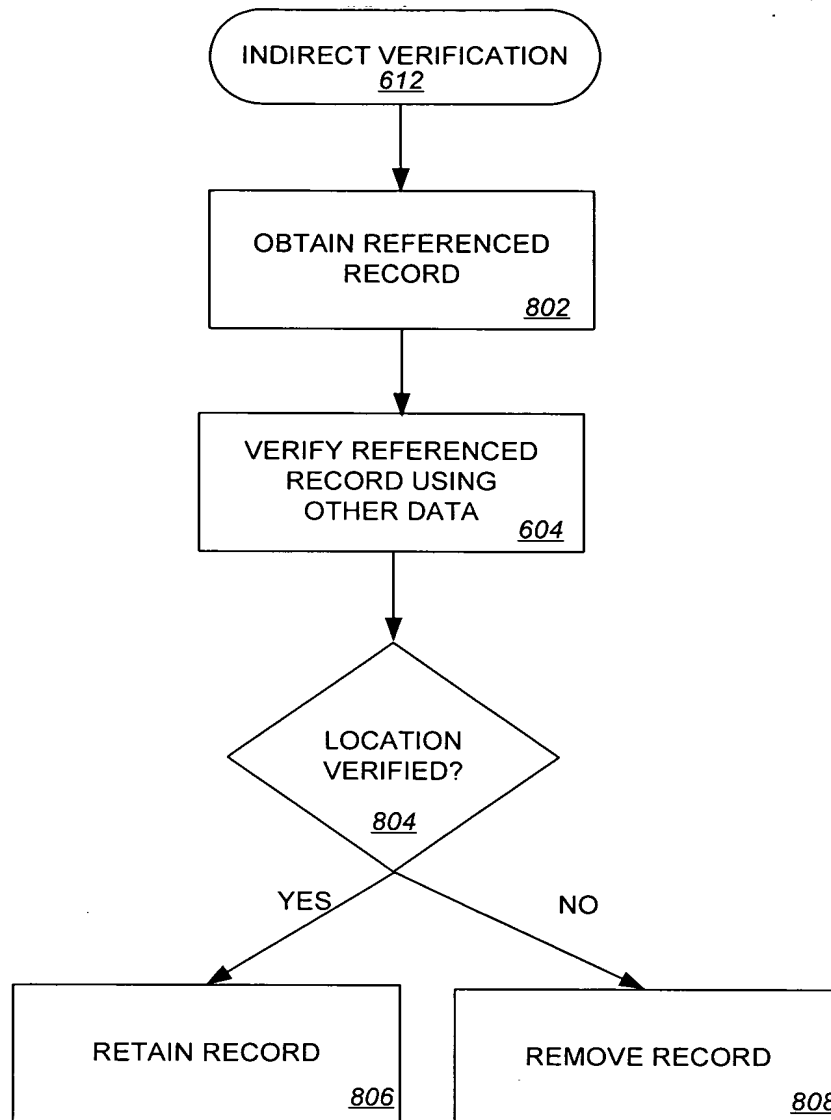 INDIRECT VERIFICATION
612
OBTAIN REFERENCED
RECORD
802
VERIFY REFERENCED
RECORD USING
OTHER DATA
604
LOCATION
VERIFIED?
804
YES
NO
RETAIN RECORD
806
REMOVE RECORD
808